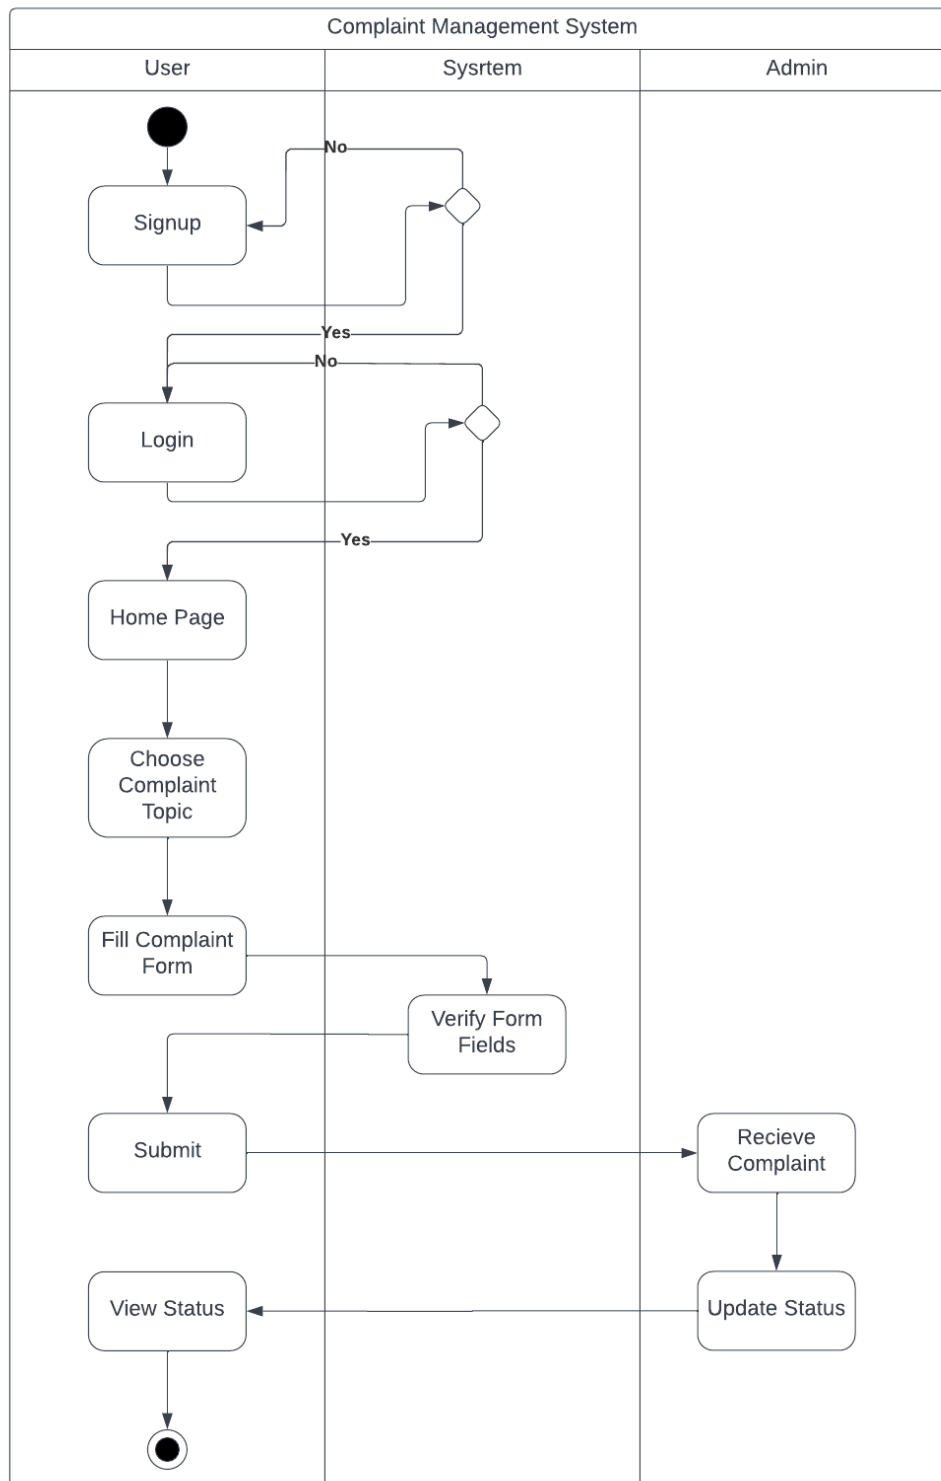 Complaint Management System
User
Sysrtem
Admin
No
Signup
Yes
No
Login
Yes
Home Page
Choose
Complaint
Topic
Fill Complaint
Form
Verify Form
Fields
Submit
Recieve
Complaint
View Status
Update Status